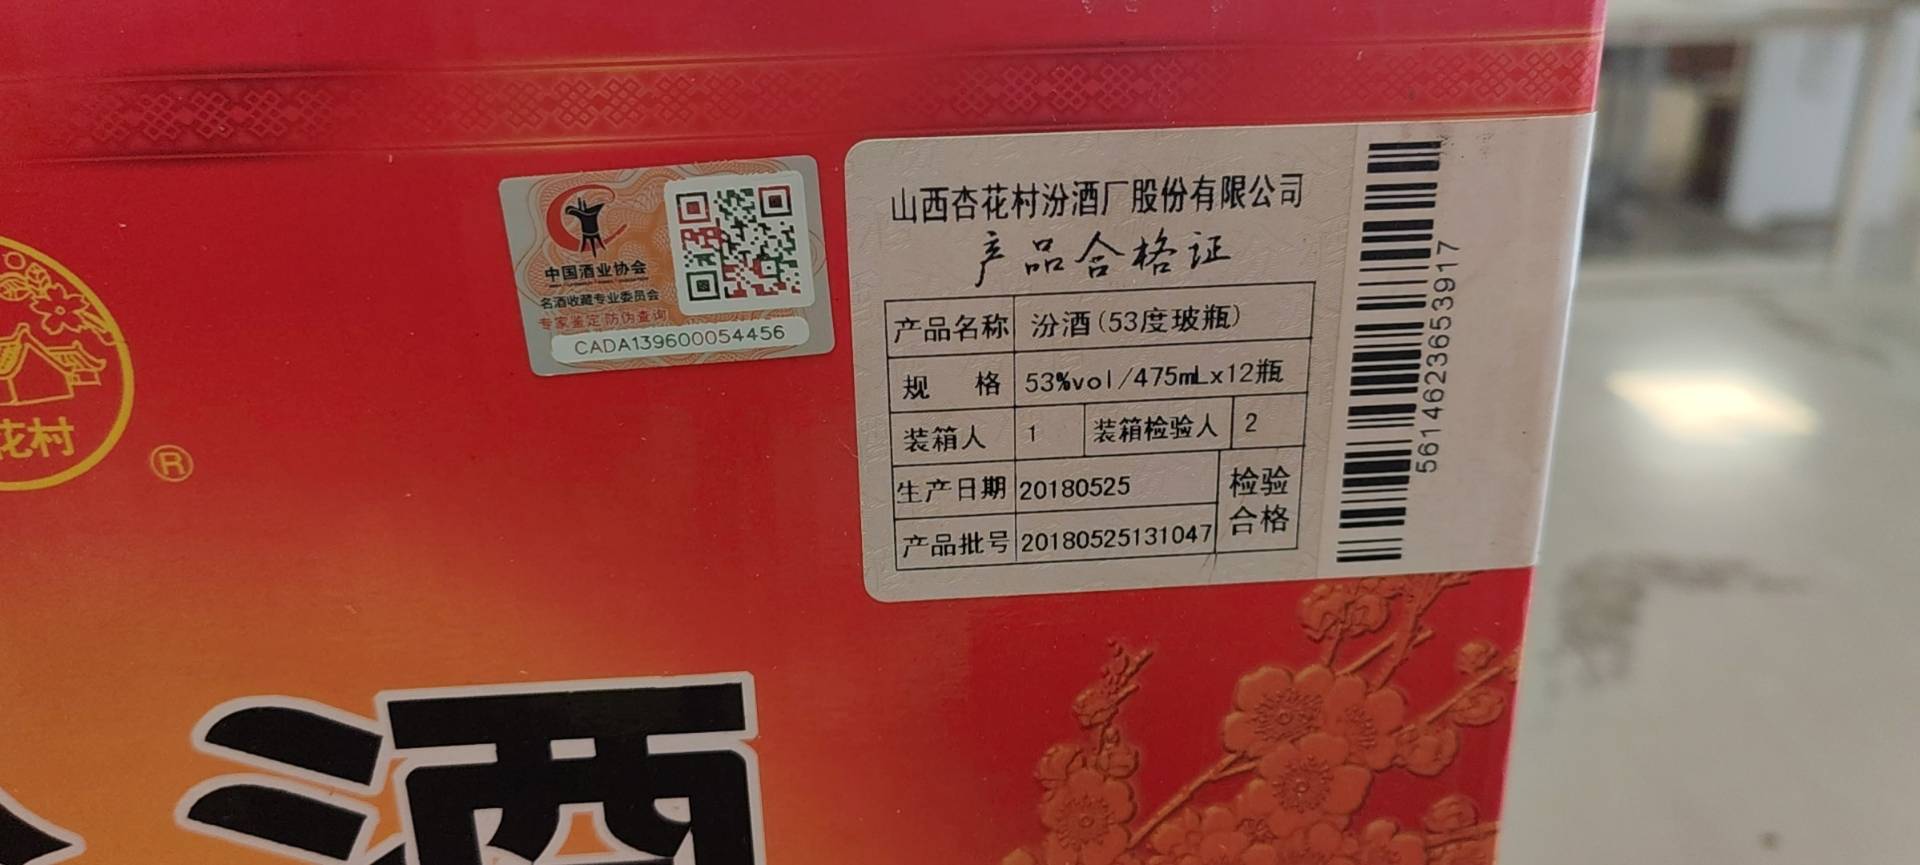 花村
®
中国酒业协会
名酒收藏专业委员会
专家鉴定 防伪查询
CADA139600054456
山西杏花村汾酒厂股份有限公司
产品合格证
产品名称 汾酒(53度玻瓶)
规 格 53%vol/475mLx12瓶
装箱人 1 装箱检验人 2
生产日期 20180525
产品批号 20180525131047
检验
合格
56146236539​17
酒